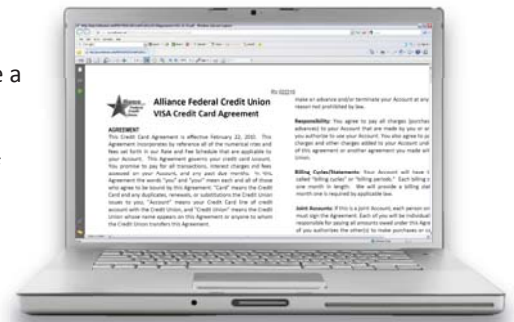 e a
Rv 022210
Alliance Federal Credit Union
VISA Credit Card Agreement
AGREEMENT
This Credit Card Agreement is effective February 22, 2010. This
Agreement incorporates by reference all of the numerical rates and
fees set forth in our Rate and Fee Schedule that are applicable to
your Account. This Agreement governs your credit card account.
You promise to pay for all transactions, interest charges and fees
assessed on your Account, and any past due months. In this
Agreement the words "you" and "your" mean each and all of those
who agree to be bound by this Agreement; "Card" means the Credit
Card and any duplicates, renewals, or substitutions the Credit Union
issues to you; "Account" means your Credit Card line of credit
account with the Credit Union, and "Credit Union" means the Credit
Union whose name appears on this Agreement or anyone to whom
the Credit Union transfers this Agreement.
make an advance and/or terminate your Account at any
reason not prohibited by law.
Responsibility: You agree to pay all charges (purchas
advances) to your Account that are made by you or an
you authorize to use your Account. You also agree to pa
charges and other charges added to your Account und
of this agreement or another agreement you made wit
Union.
Billing Cycles/Statements: Your Account will have
called "billing cycles" or "billing periods." Each billing c
one month in length. We will provide a billing stat
month one is required by applicable law.
Joint Accounts: If this is a joint Account, each person on
must sign the Agreement. Each of you will be individual
responsible for paying all amounts owed under this Agre
of you authorizes the other(s) to make purchases or ca